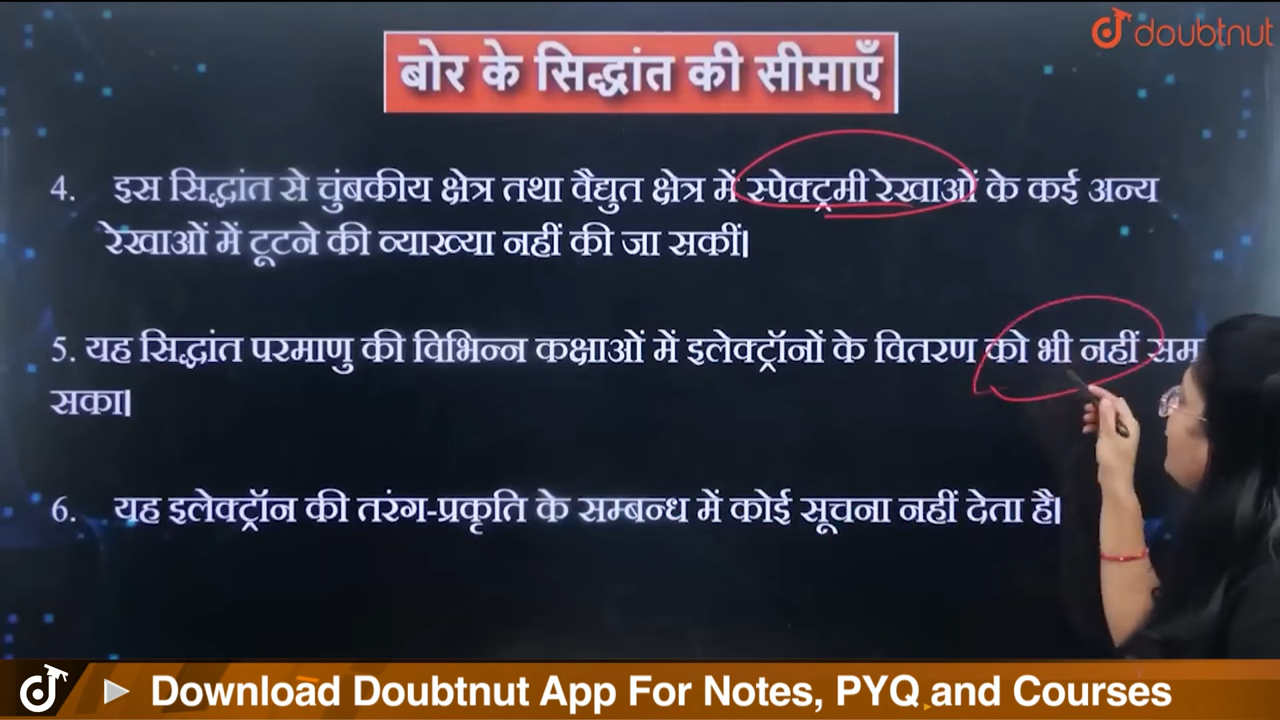 doubtnut
बोर के सिद्धांत की सीमाएँ
4. इस सिद्धांत से चुंबकीय क्षेत्र तथा वैद्युत क्षेत्र में स्पेक्ट्रमी रेखाओं के कई अन्य
रेखाओं में टूटने की व्याख्या नहीं की जा सकीं।
5. यह सिद्धांत परमाणु की विभिन्न कक्षाओं में इलेक्ट्रॉनों के वितरण को भी नहीं
सका।
6. यह इलेक्ट्रॉन की तरंग-प्रकृति के सम्बन्ध में कोई सूचना नहीं देता है।
Download Doubtnut App For Notes, PYQ and Courses